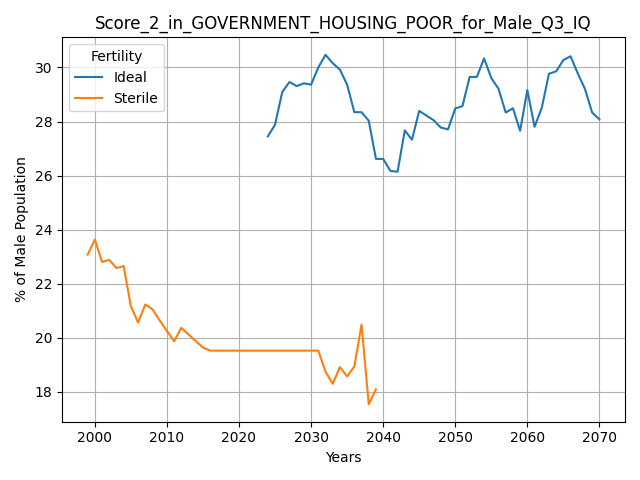 Score_2_in_GOVERNMENT_HOUSING_POOR_for_Male_Q3_IQ
Fertility
Ideal
Sterile
% of Male Population
30
28
26
24
22
20
18
2000 2010 2020 2030 2040 2050 2060 2070
Years